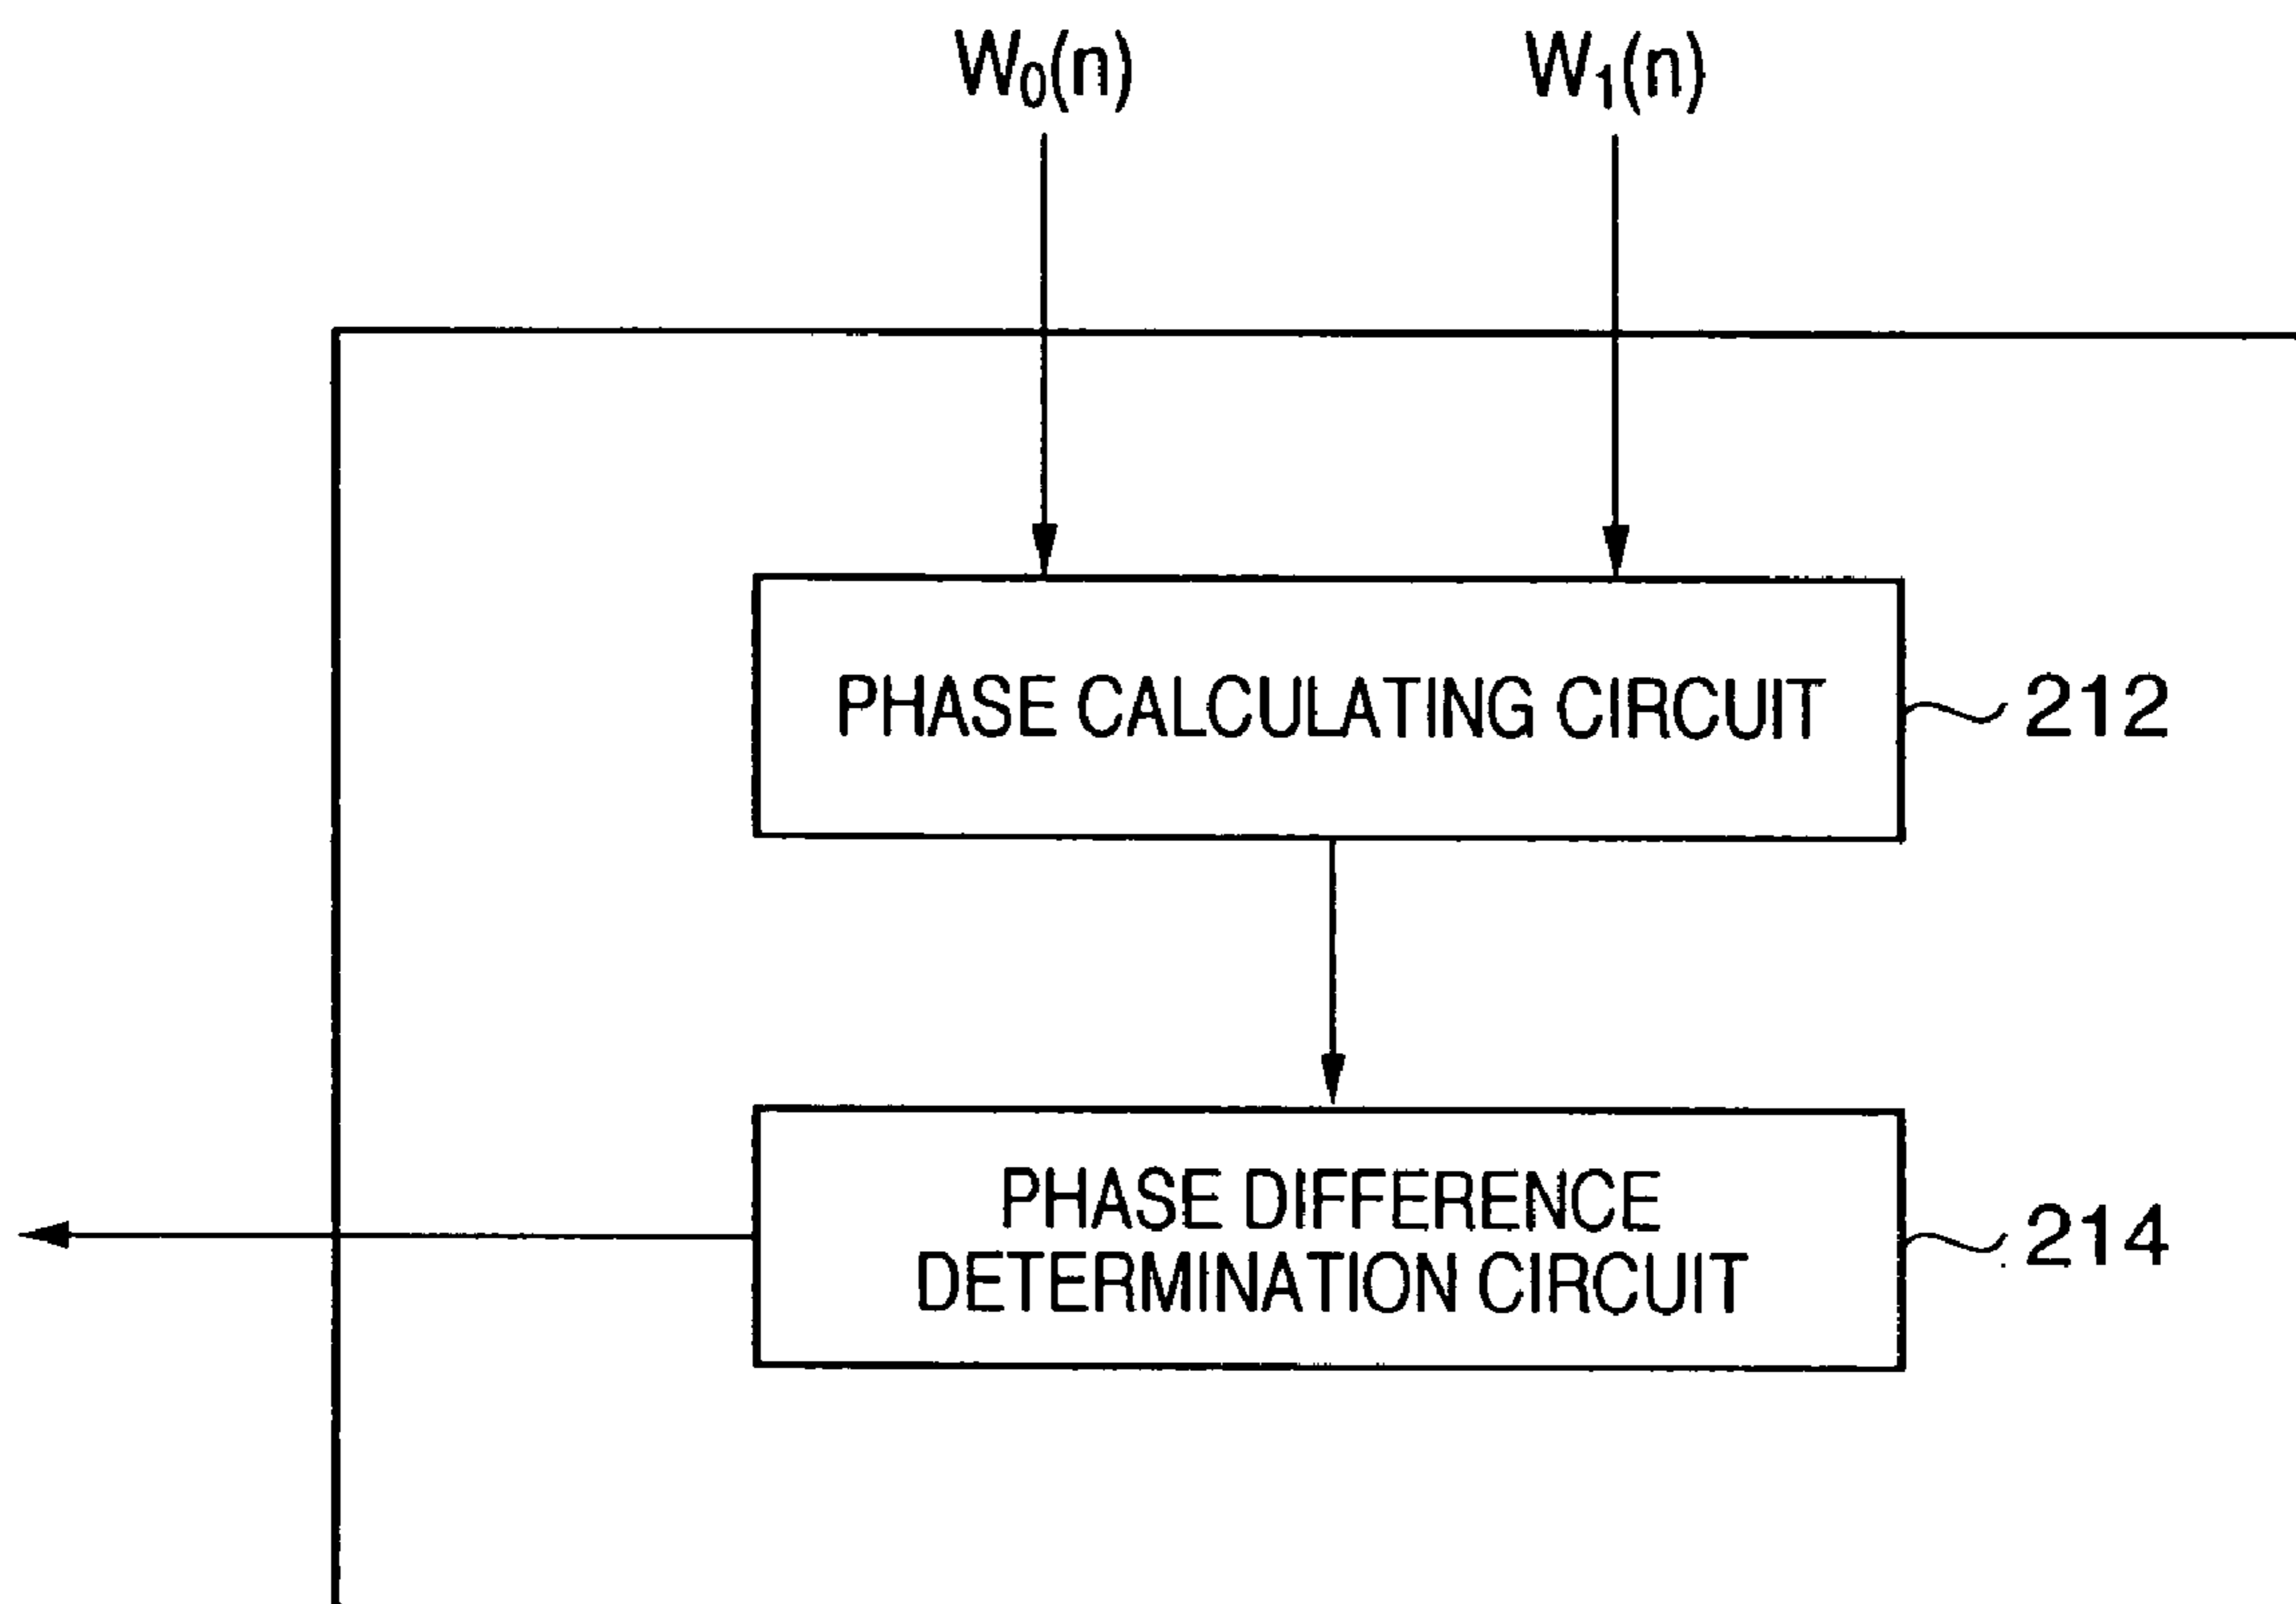 W₀(n) W₁(n)
PHASE CALCULATING CIRCUIT 212
PHASE DIFFERENCE
DETERMINATION CIRCUIT 214